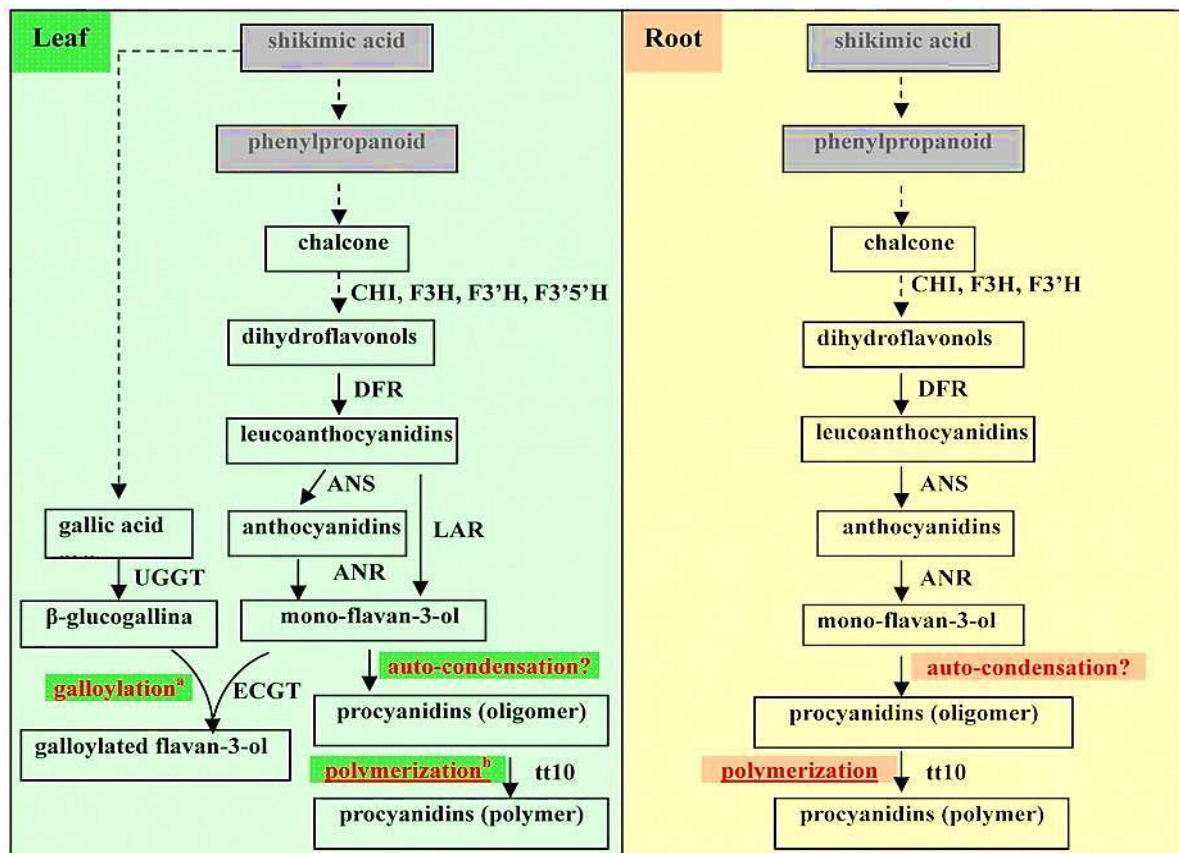 Leaf
shikimic acid
phenylpropanoid
chalcone
CHI, F3H, F3'H, F3'5'H
dihydroflavonols
DFR
leucoanthocyanidins
ANS
gallic acid
anthocyanidins
LAR
UGGT
ANR
β-glucogallina
mono-flavan-3-ol
auto-condensation?
galloylationᵃ
ECGT
procyanidins (oligomer)
galloylated flavan-3-ol
polymerizationᵇ
tt10
procyanidins (polymer)
Root
shikimic acid
phenylpropanoid
chalcone
CHI, F3H, F3'H
dihydroflavonols
DFR
leucoanthocyanidins
ANS
anthocyanidins
ANR
mono-flavan-3-ol
auto-condensation?
procyanidins (oligomer)
polymerization
tt10
procyanidins (polymer)